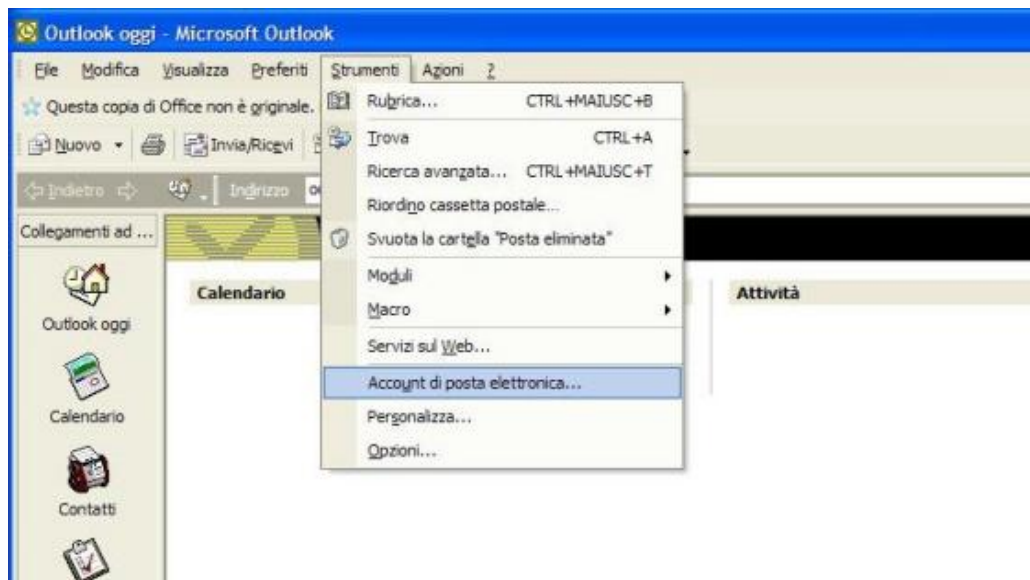 Outlook oggi - Microsoft Outlook
File Modifica Visualizza Preferiti Strumenti Azioni ?
Questa copia di Office non è originale.
Nuovo Invia/Ricevi
Indietro Indirizzo
Collegamenti ad ...
Outlook oggi
Calendario
Contatti
Rubrica... CTRL+MAIUSC+B
Trova CTRL+A
Ricerca avanzata... CTRL+MAIUSC+T
Riordino cassetta postale...
Svuota la cartella "Posta eliminata"
Moduli
Macro
Servizi sul Web...
Account di posta elettronica...
Personalizza...
Opzioni...
Calendario
Attività